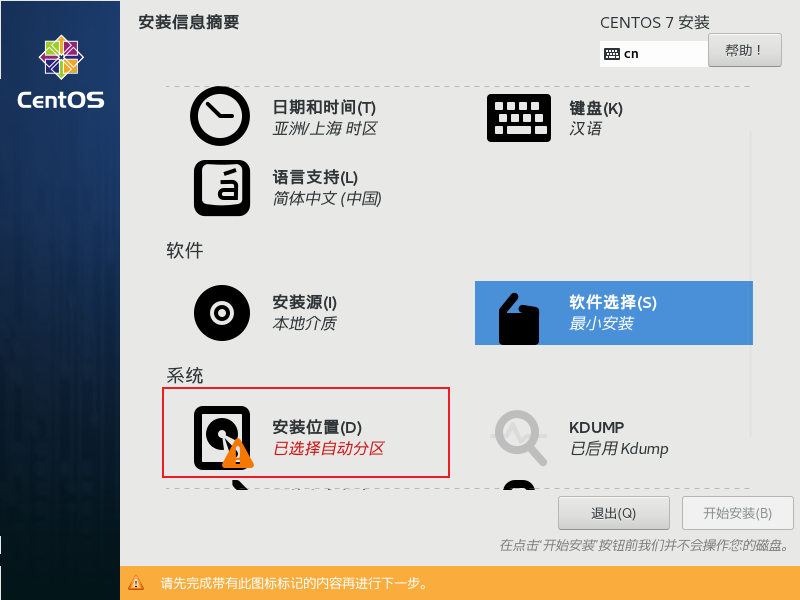 安装信息摘要
CENTOS 7 安装
cn
帮助！
CentOS
日期和时间(T)
亚洲/上海 时区
键盘(K)
汉语
á
语言支持(L)
简体中文 (中国)
软件
安装源(I)
本地介质
软件选择(S)
最小安装
系统
安装位置(D)
已选择自动分区
KDUMP
已启用 Kdump
退出(Q)
开始安装(B)
在点击"开始安装"按钮前我们并不会操作您的磁盘。
请先完成带有此图标标记的内容再进行下一步。